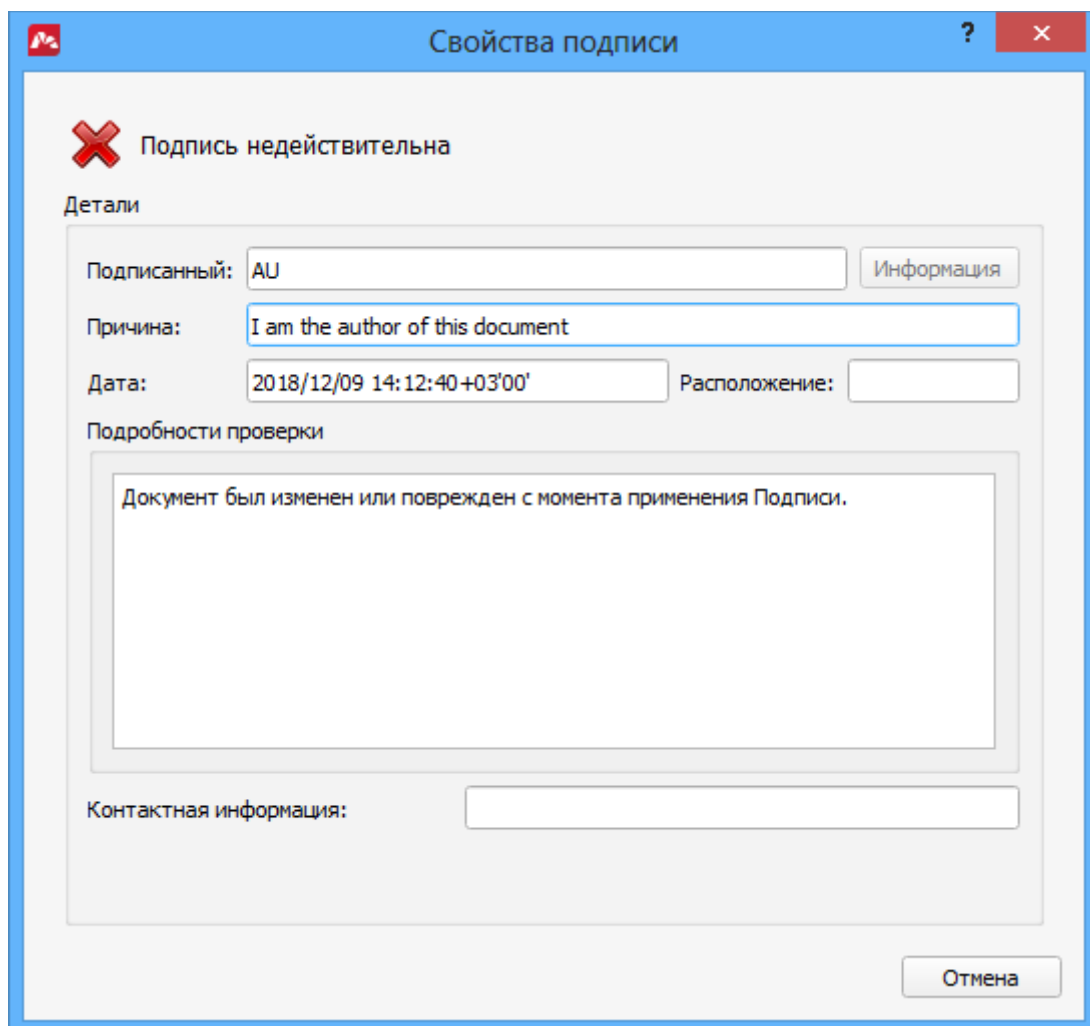 Свойства подписи
?
Подпись недействительна
Детали
Подписанный: AU Информация
Причина: I am the author of this document
Дата: 2018/12/09 14:12:40+03'00' Расположение:
Подробности проверки
Документ был изменен или поврежден с момента применения Подписи.
Контактная информация:
Отмена